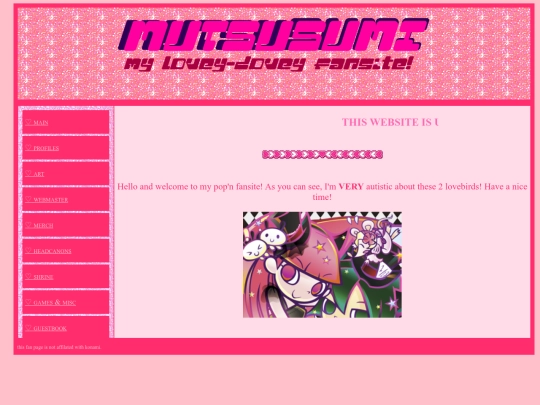 MUTSUSUMI
my lovey-dovey fansite!
THIS WEBSITE IS U
♡ MAIN
♡ PROFILES
♡ ART
♡ WEBMASTER
♡ MERCH
♡ HEADCANONS
♡ SHRINE
♡ GAMES & MISC
♡ GUESTBOOK
Hello and welcome to my pop'n fansite! As you can see, I'm VERY autistic about these 2 lovebirds! Have a nice
time!
this fan page is not affiliated with konami.